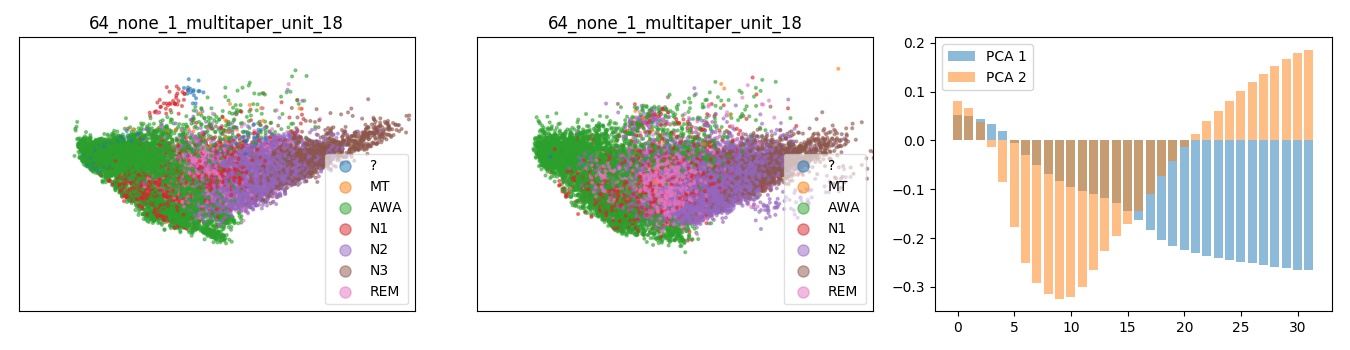 64_none_1_multitaper_unit_18
?
MT
AWA
N1
N2
N3
REM
64_none_1_multitaper_unit_18
?
MT
AWA
N1
N2
N3
REM
PCA 1
PCA 2
0.2
0.1
0.0
−0.1
−0.2
−0.3
0 5 10 15 20 25 30